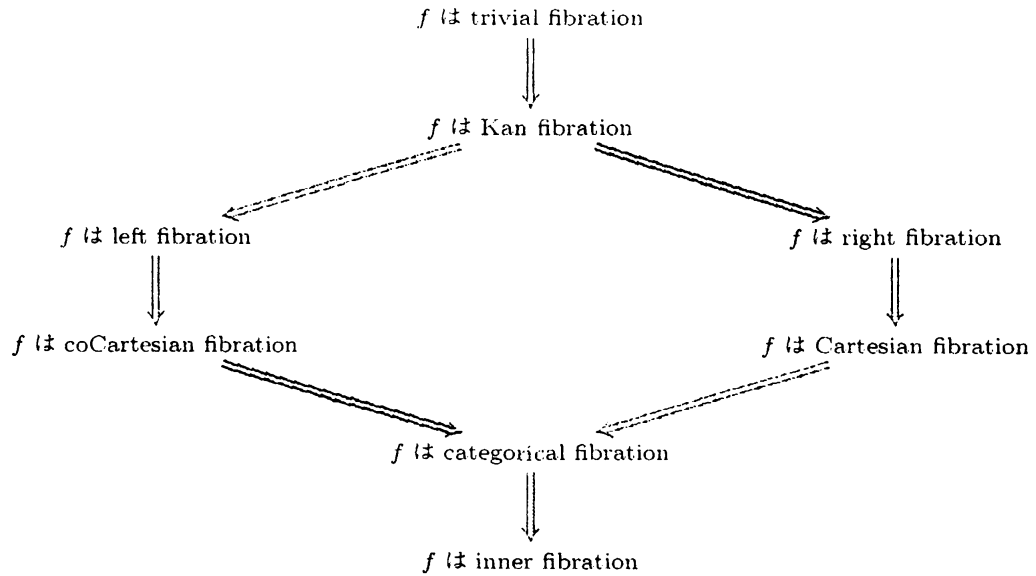 f は trivial fibration
f は Kan fibration
f は left fibration
f は right fibration
f は coCartesian fibration
f は Cartesian fibration
f は categorical fibration
f は inner fibration